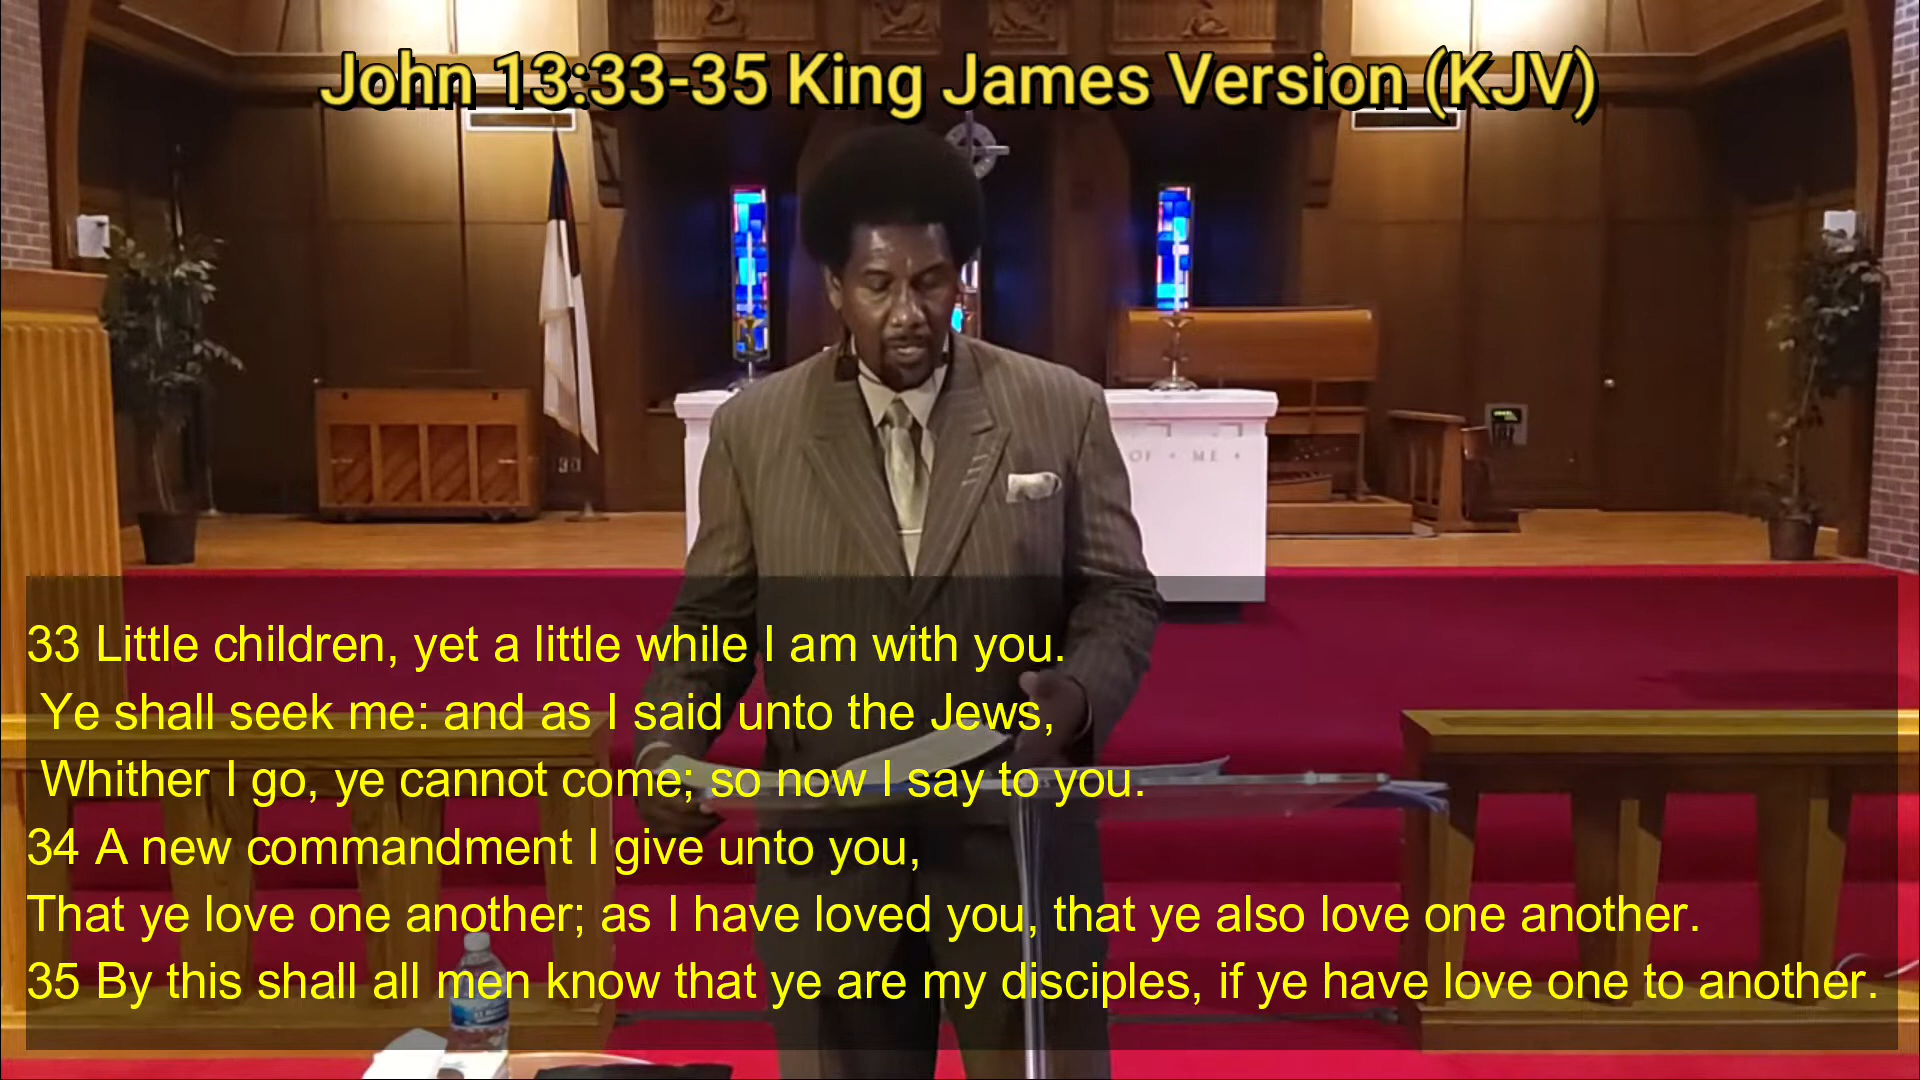 John 13:33-35 King James Version (KJV)
OF • ME •
33 Little children, yet a little while I am with you.
Ye shall seek me: and as I said unto the Jews,
Whither I go, ye cannot come; so now I say to you.
34 A new commandment I give unto you,
That ye love one another; as I have loved you, that ye also love one another.
35 By this shall all men know that ye are my disciples, if ye have love one to another.